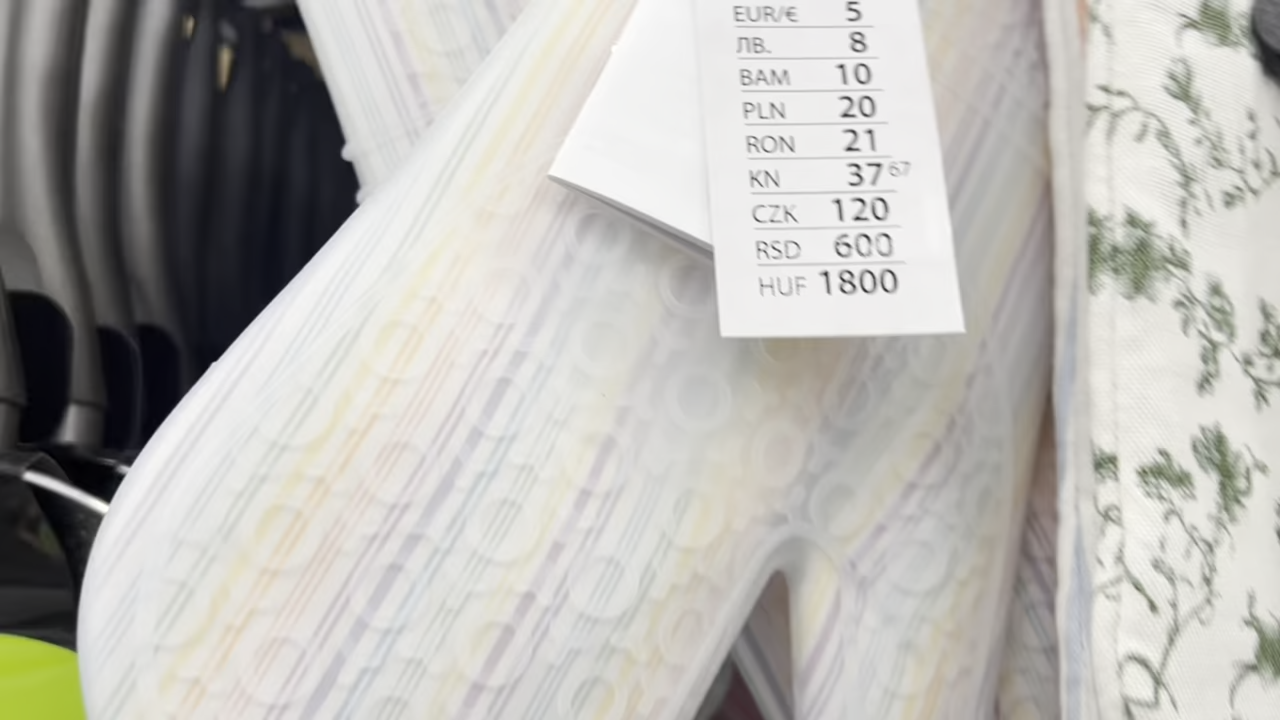 EUR/€ 5
ЛВ. 8
BAM 10
PLN 20
RON 21
KN 37 67
CZK 120
RSD 600
HUF 1800